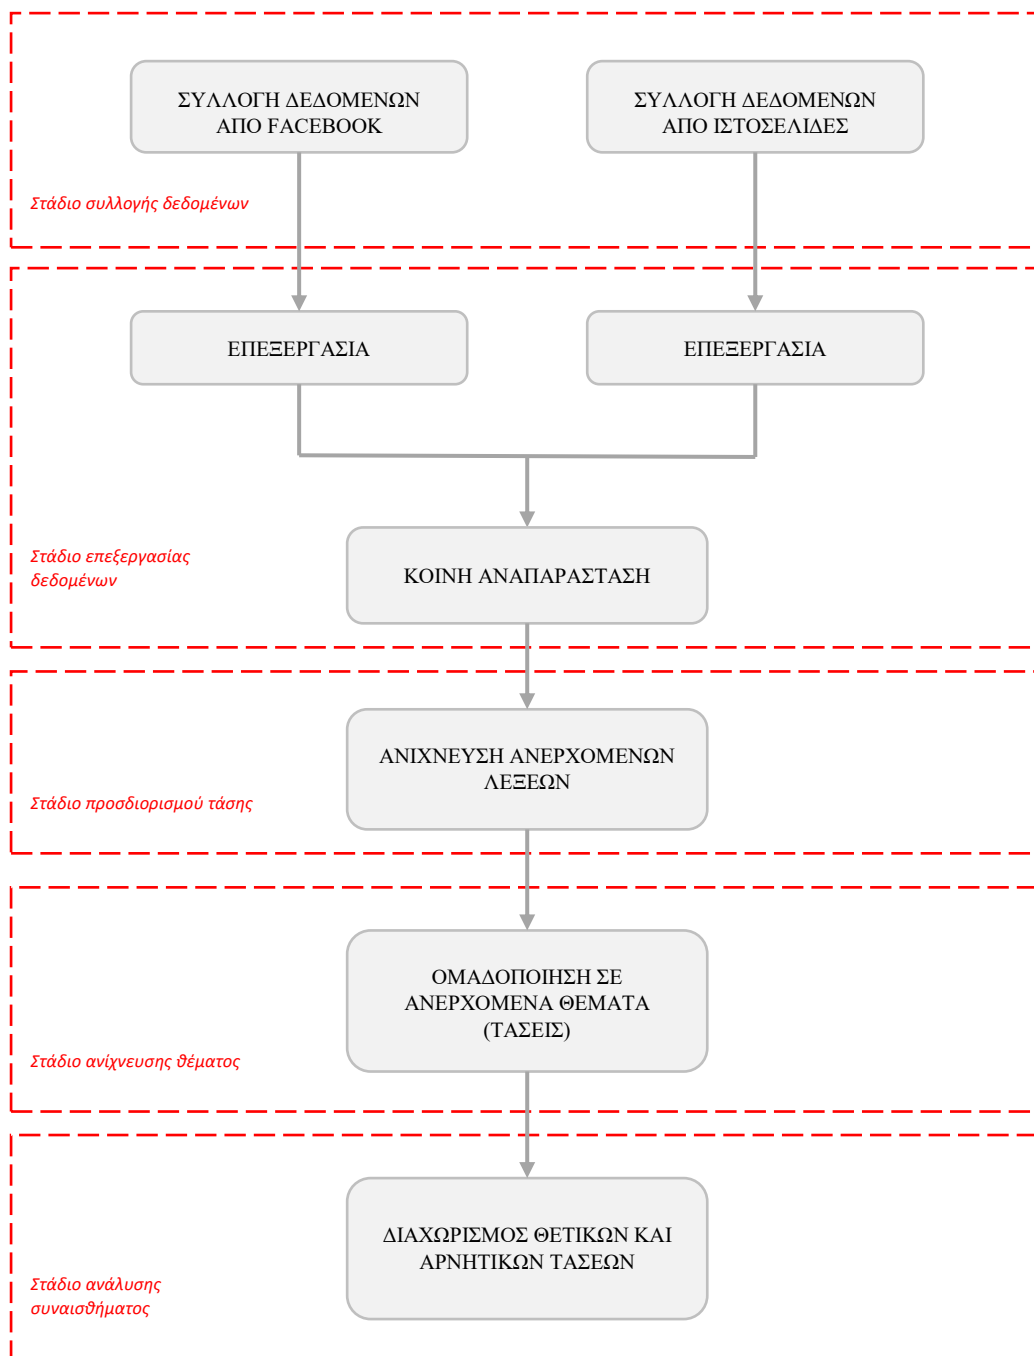 ΣΥΛΛΟΓΗ ΔΕΔΟΜΕΝΩΝ
ΑΠΟ FACEBOOK
ΣΥΛΛΟΓΗ ΔΕΔΟΜΕΝΩΝ
ΑΠΟ ΙΣΤΟΣΕΛΙΔΕΣ
Στάδιο συλλογής δεδομένων
ΕΠΕΞΕΡΓΑΣΙΑ
ΕΠΕΞΕΡΓΑΣΙΑ
Στάδιο επεξεργασίας
δεδομένων
ΚΟΙΝΗ ΑΝΑΠΑΡΑΣΤΑΣΗ
ΑΝΙΧΝΕΥΣΗ ΑΝΕΡΧΟΜΕΝΩΝ
ΛΕΞΕΩΝ
Στάδιο προσδιορισμού τάσης
ΟΜΑΔΟΠΟΙΗΣΗ ΣΕ
ΑΝΕΡΧΟΜΕΝΑ ΘΕΜΑΤΑ
(ΤΑΣΕΙΣ)
Στάδιο ανίχνευσης θέματος
ΔΙΑΧΩΡΙΣΜΟΣ ΘΕΤΙΚΩΝ ΚΑΙ
ΑΡΝΗΤΙΚΩΝ ΤΑΣΕΩΝ
Στάδιο ανάλυσης
συναισθήματος